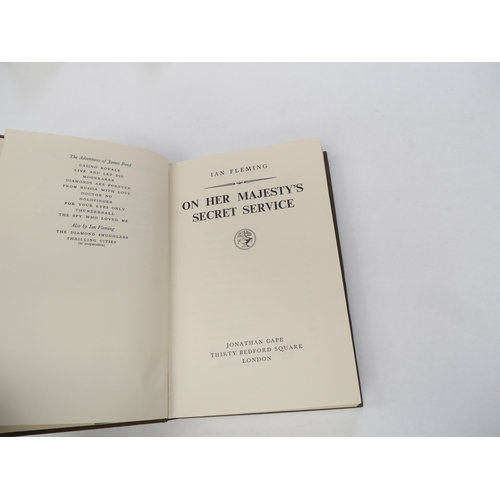 The Adventures of James Bond
CASINO ROYALE
LIVE AND LET DIE
MOONRAKER
DIAMONDS ARE FOREVER
FROM RUSSIA WITH LOVE
DOCTOR NO
GOLDFINGER
FOR YOUR EYES ONLY
THUNDERBALL
THE SPY WHO LOVED ME
Also by Ian Fleming
THE DIAMOND SMUGGLERS
THRILLING CITIES
(in preparation)
IAN FLEMING
ON HER MAJESTY'S
SECRET SERVICE
JONATHAN CAPE
THIRTY BEDFORD SQUARE
LONDON